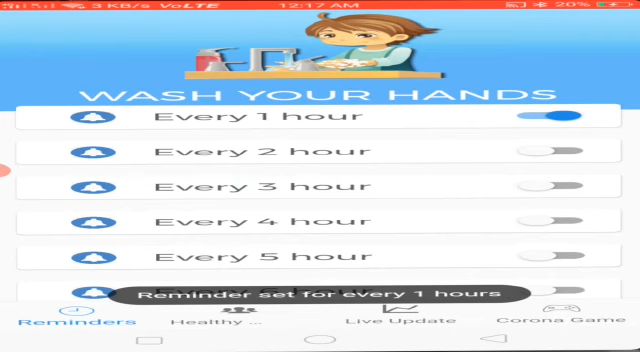 3 KB/s VoLTE 12:17 AM 20%
WASH YOUR HANDS
Every 1 hour
Every 2 hour
Every 3 hour
Every 4 hour
Every 5 hour
Reminder set for every 1 hours
Reminders Healthy ... Live Update Corona Game